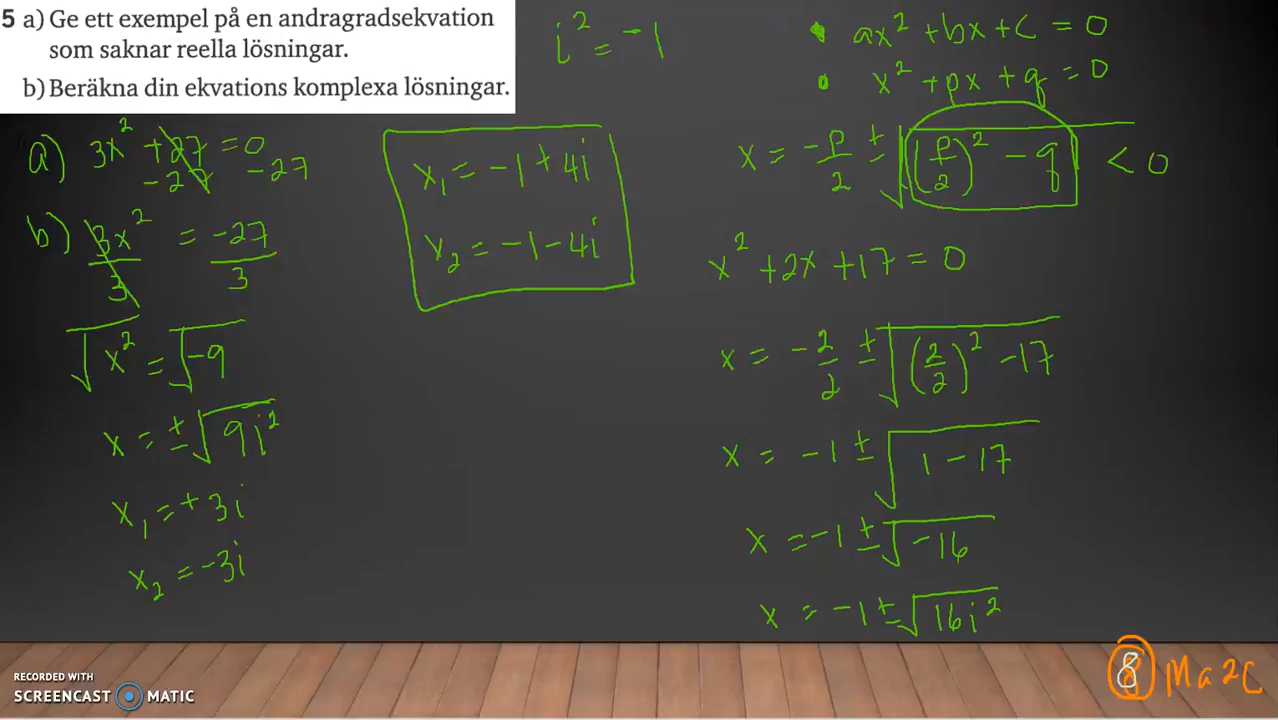 5 a) Ge ett exempel på en andragradsekvation
som saknar reella lösningar.
b) Beräkna din ekvations komplexa lösningar.
i² = -1
• ax² + bx + c = 0
• x² + px + q = 0
x = -p/2 ± √((p/2)² - q) < 0
a) 3x² + 27 = 0
-27 -27
b) 3x²/3 = -27/3
√x² = √-9
x = ± √9i²
x₁ = +3i
x₂ = -3i
x₁ = -1 + 4i
x₂ = -1 - 4i
x² + 2x + 17 = 0
x = -2/2 ± √((2/2)² - 17)
x = -1 ± √(1 - 17)
x = -1 ± √-16
x = -1 ± √16i²
RECORDED WITH
SCREENCAST MATIC
8 Ma2C